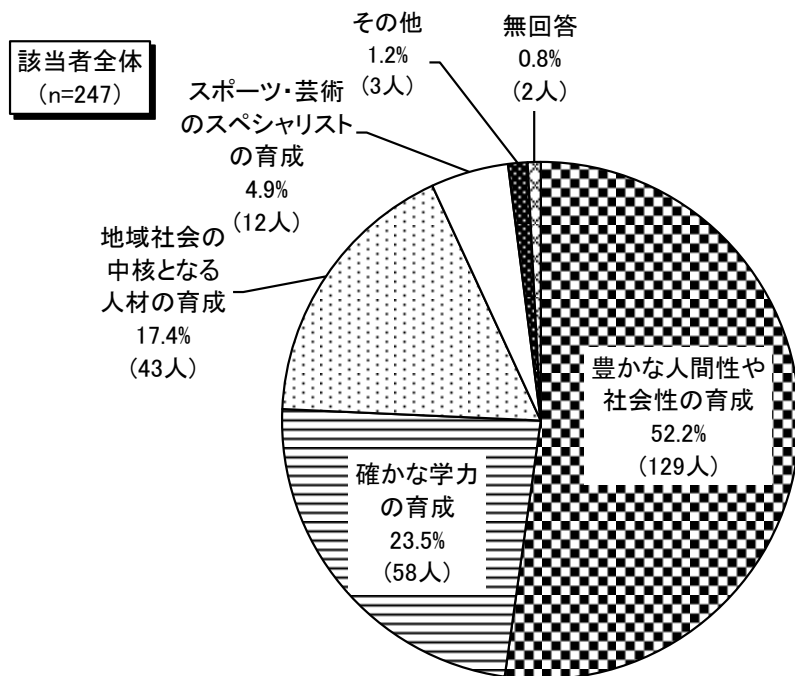 該当者全体
（n=247）
その他
1.2%
（3人）
無回答
0.8%
（2人）
スポーツ・芸術
のスペシャリスト
の育成
4.9%
（12人）
地域社会の
中核となる
人材の育成
17.4%
（43人）
豊かな人間性や
社会性の育成
52.2%
（129人）
確かな学力
の育成
23.5%
（58人）